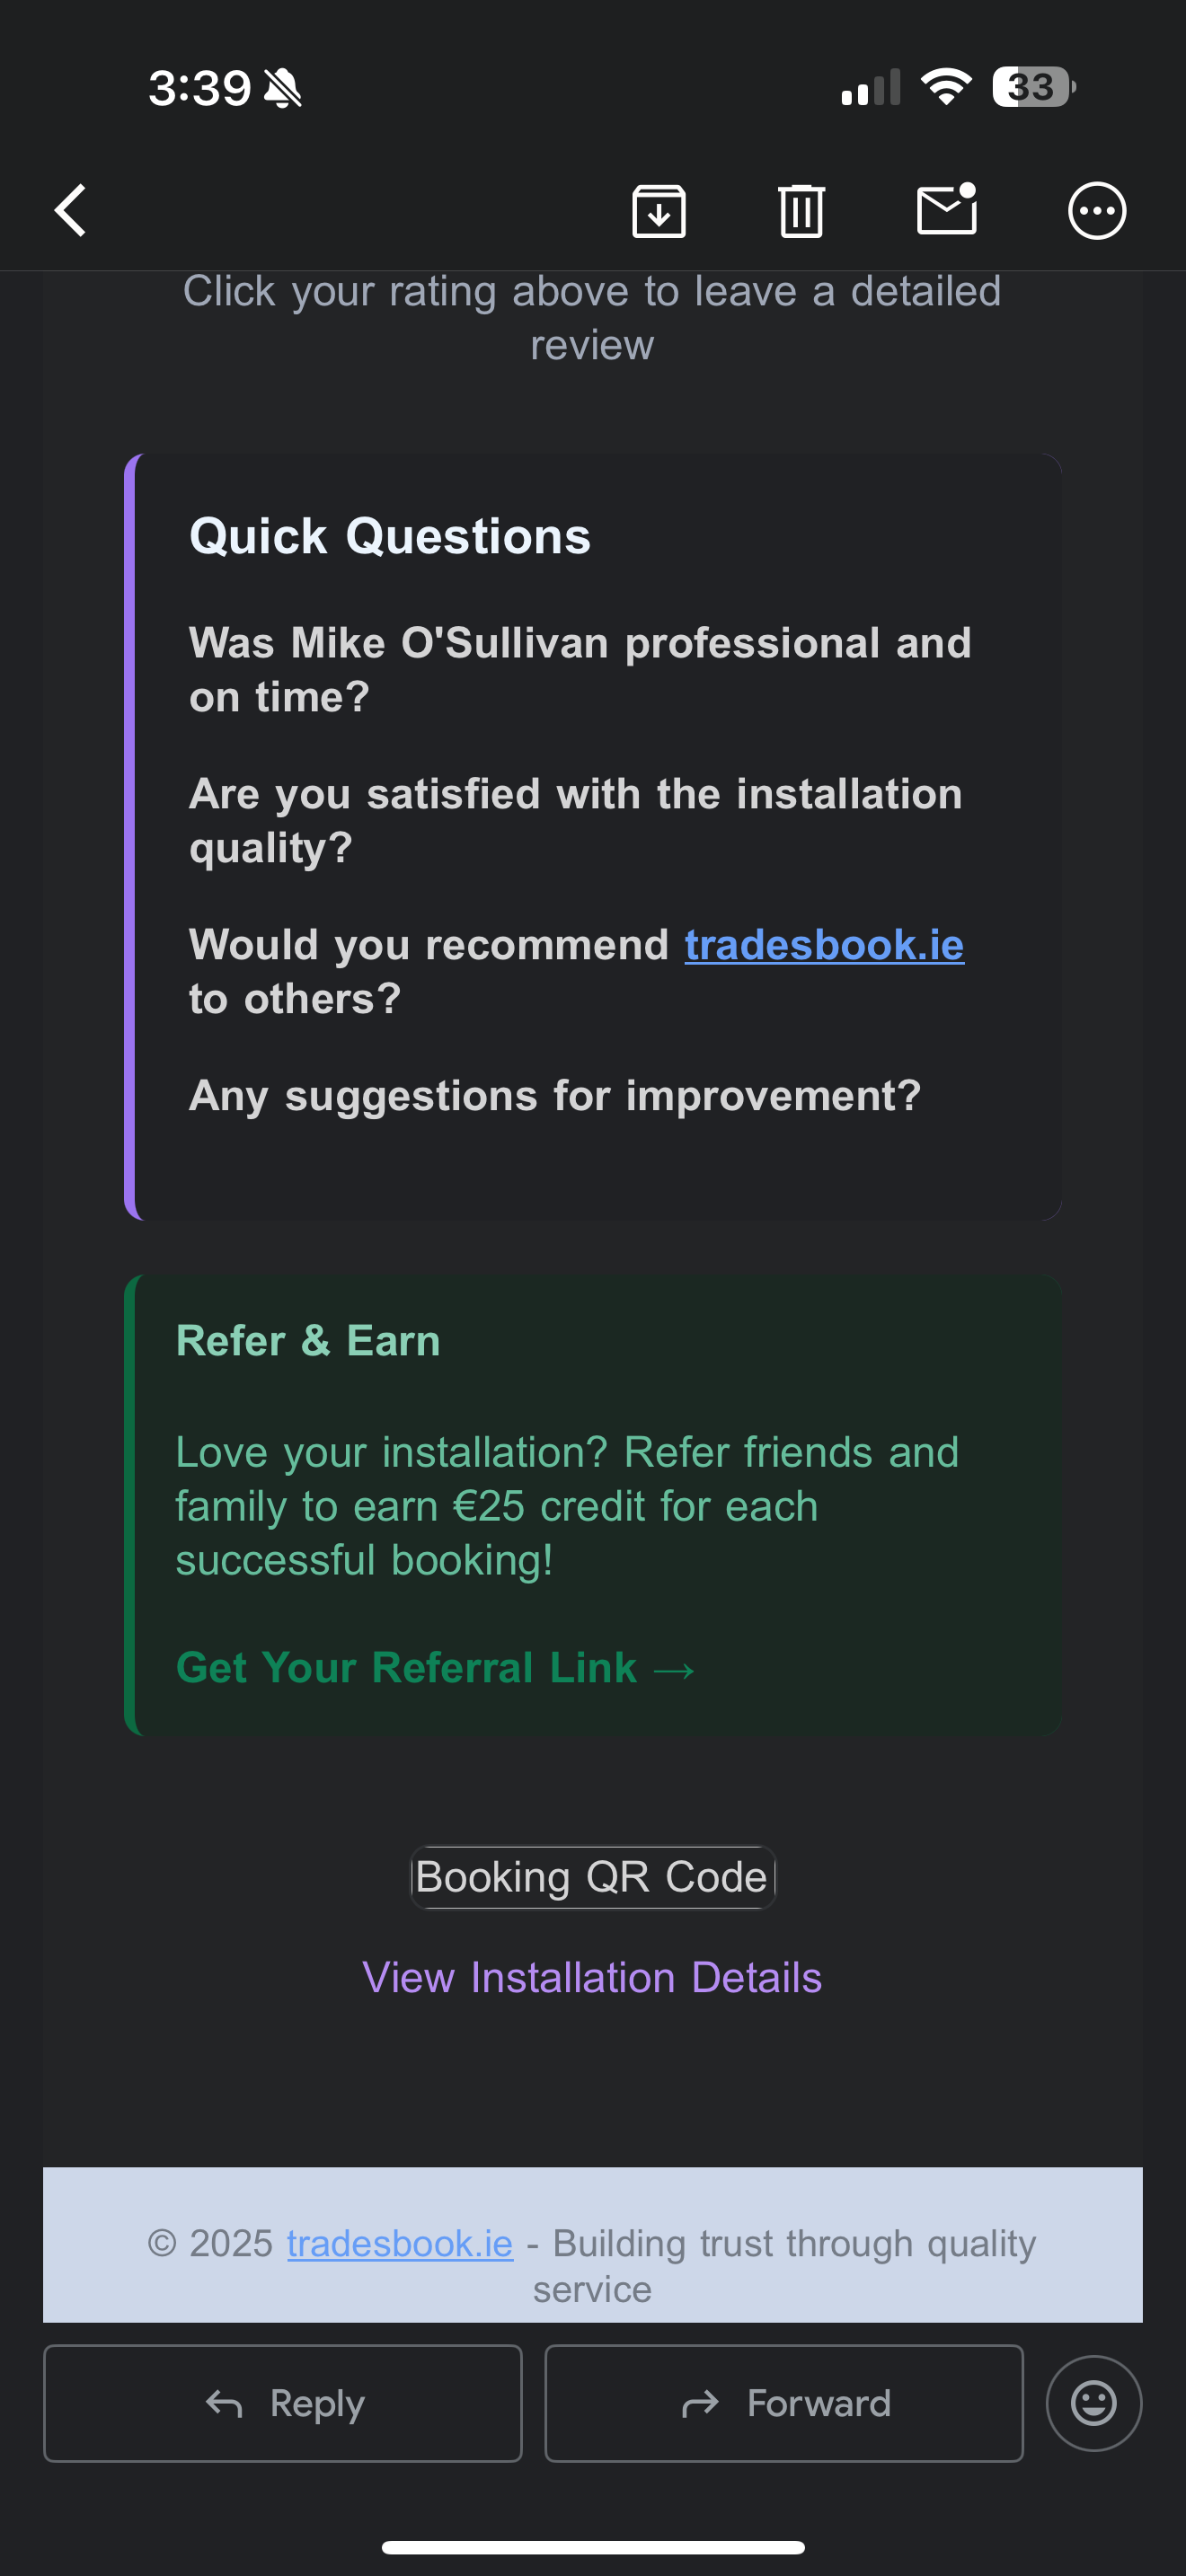 3:39
33
Click your rating above to leave a detailed
review
Quick Questions
Was Mike O'Sullivan professional and
on time?
Are you satisfied with the installation
quality?
Would you recommend tradesbook.ie
to others?
Any suggestions for improvement?
Refer & Earn
Love your installation? Refer friends and
family to earn €25 credit for each
successful booking!
Get Your Referral Link →
Booking QR Code
View Installation Details
© 2025 tradesbook.ie - Building trust through quality
service
Reply
Forward